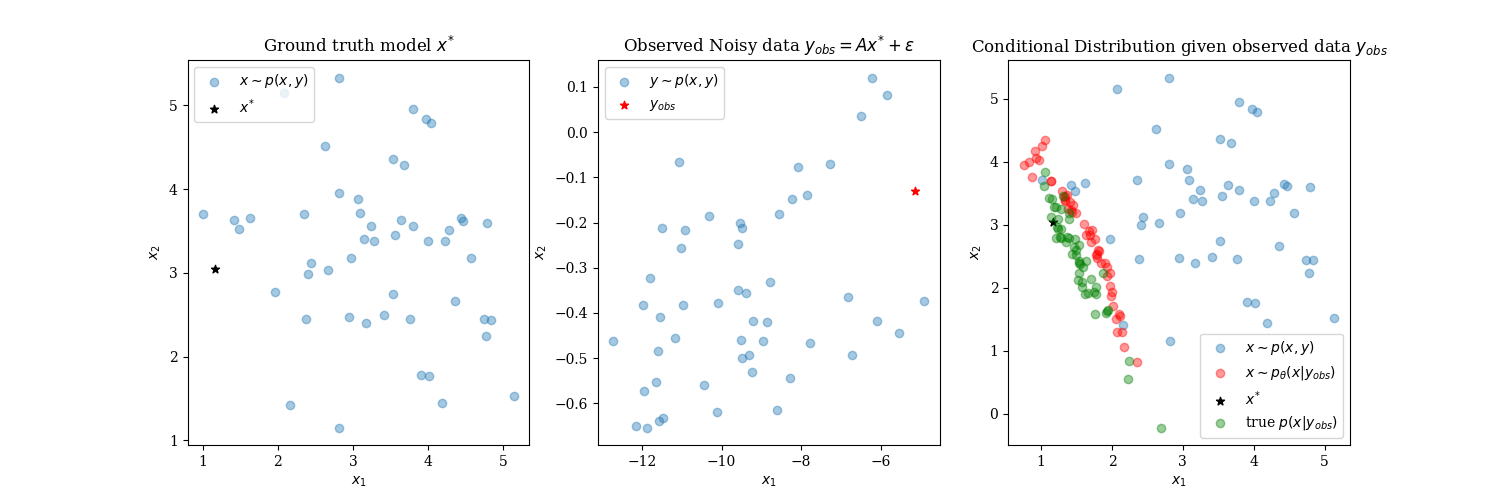 Ground truth model x*
x ~ p(x, y)
x*
5
4
3
2
1
x₂
1
2
3
4
5
x₁
Observed Noisy data y_obs = Ax* + ε
y ~ p(x, y)
y_obs
0.1
0.0
−0.1
−0.2
−0.3
−0.4
−0.5
−0.6
x₂
−12
−10
−8
−6
x₁
Conditional Distribution given observed data y_obs
5
4
3
2
1
0
x₂
x ~ p(x, y)
x ~ p_θ(x|y_obs)
x*
true p(x|y_obs)
1
2
3
4
5
x₁